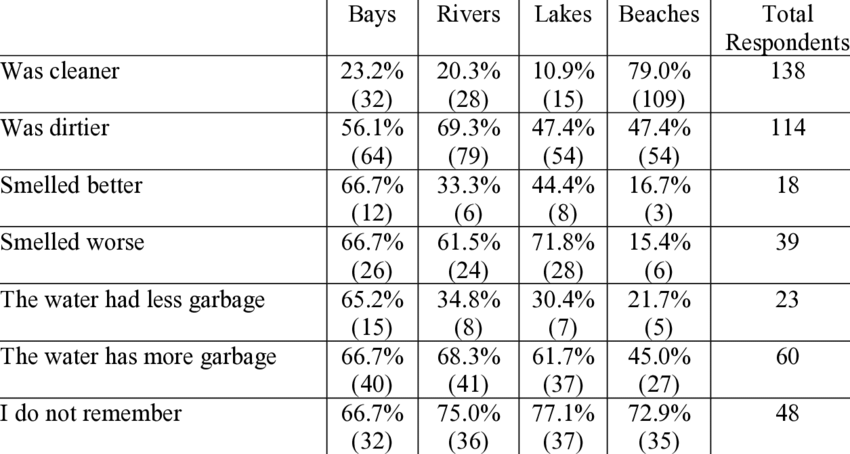 Bays Rivers Lakes Beaches Total
Respondents
Was cleaner 23.2% 20.3% 10.9% 79.0% 138
(32) (28) (15) (109)
Was dirtier 56.1% 69.3% 47.4% 47.4% 114
(64) (79) (54) (54)
Smelled better 66.7% 33.3% 44.4% 16.7% 18
(12) (6) (8) (3)
Smelled worse 66.7% 61.5% 71.8% 15.4% 39
(26) (24) (28) (6)
The water had less garbage 65.2% 34.8% 30.4% 21.7% 23
(15) (8) (7) (5)
The water has more garbage 66.7% 68.3% 61.7% 45.0% 60
(40) (41) (37) (27)
I do not remember 66.7% 75.0% 77.1% 72.9% 48
(32) (36) (37) (35)